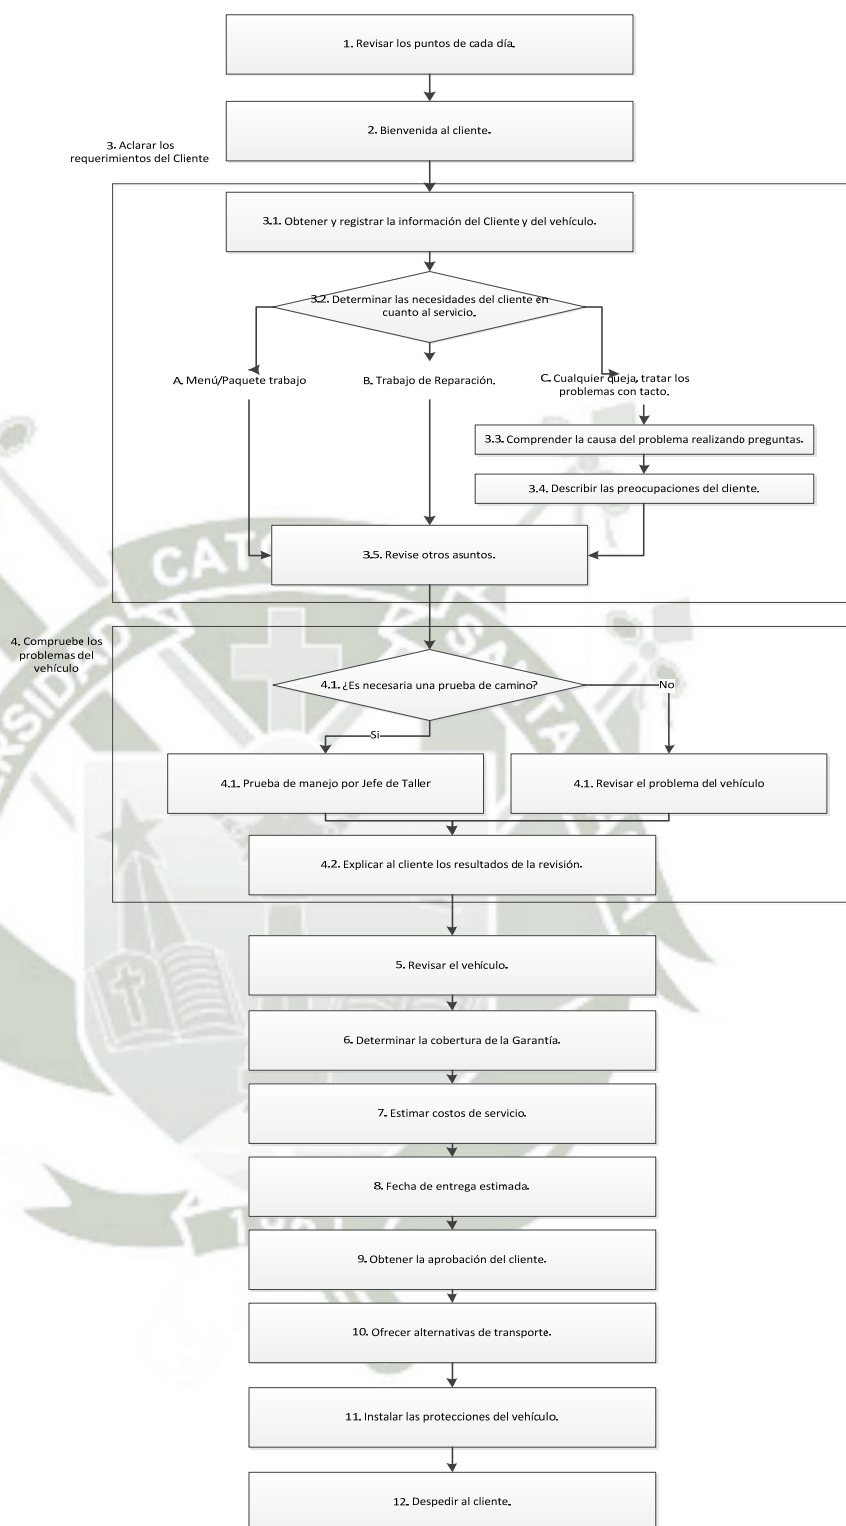 1. Revisar los puntos de cada día.
2. Bienvenida al cliente.
3. Aclarar los
requerimientos del Cliente
3.1. Obtener y registrar la información del Cliente y del vehículo.
3.2. Determinar las necesidades del cliente en
cuanto al servicio.
A. Menú/Paquete trabajo
B. Trabajo de Reparación.
C. Cualquier queja, tratar los
problemas con tacto.
3.3. Comprender la causa del problema realizando preguntas.
3.4. Describir las preocupaciones del cliente.
3.5. Revise otros asuntos.
4. Compruebe los
problemas del
vehículo
4.1. ¿Es necesaria una prueba de camino?
No
Si
4.1. Prueba de manejo por Jefe de Taller
4.1. Revisar el problema del vehículo
4.2. Explicar al cliente los resultados de la revisión.
5. Revisar el vehículo.
6. Determinar la cobertura de la Garantía.
7. Estimar costos de servicio.
8. Fecha de entrega estimada.
9. Obtener la aprobación del cliente.
10. Ofrecer alternativas de transporte.
11. Instalar las protecciones del vehículo.
12. Despedir al cliente.